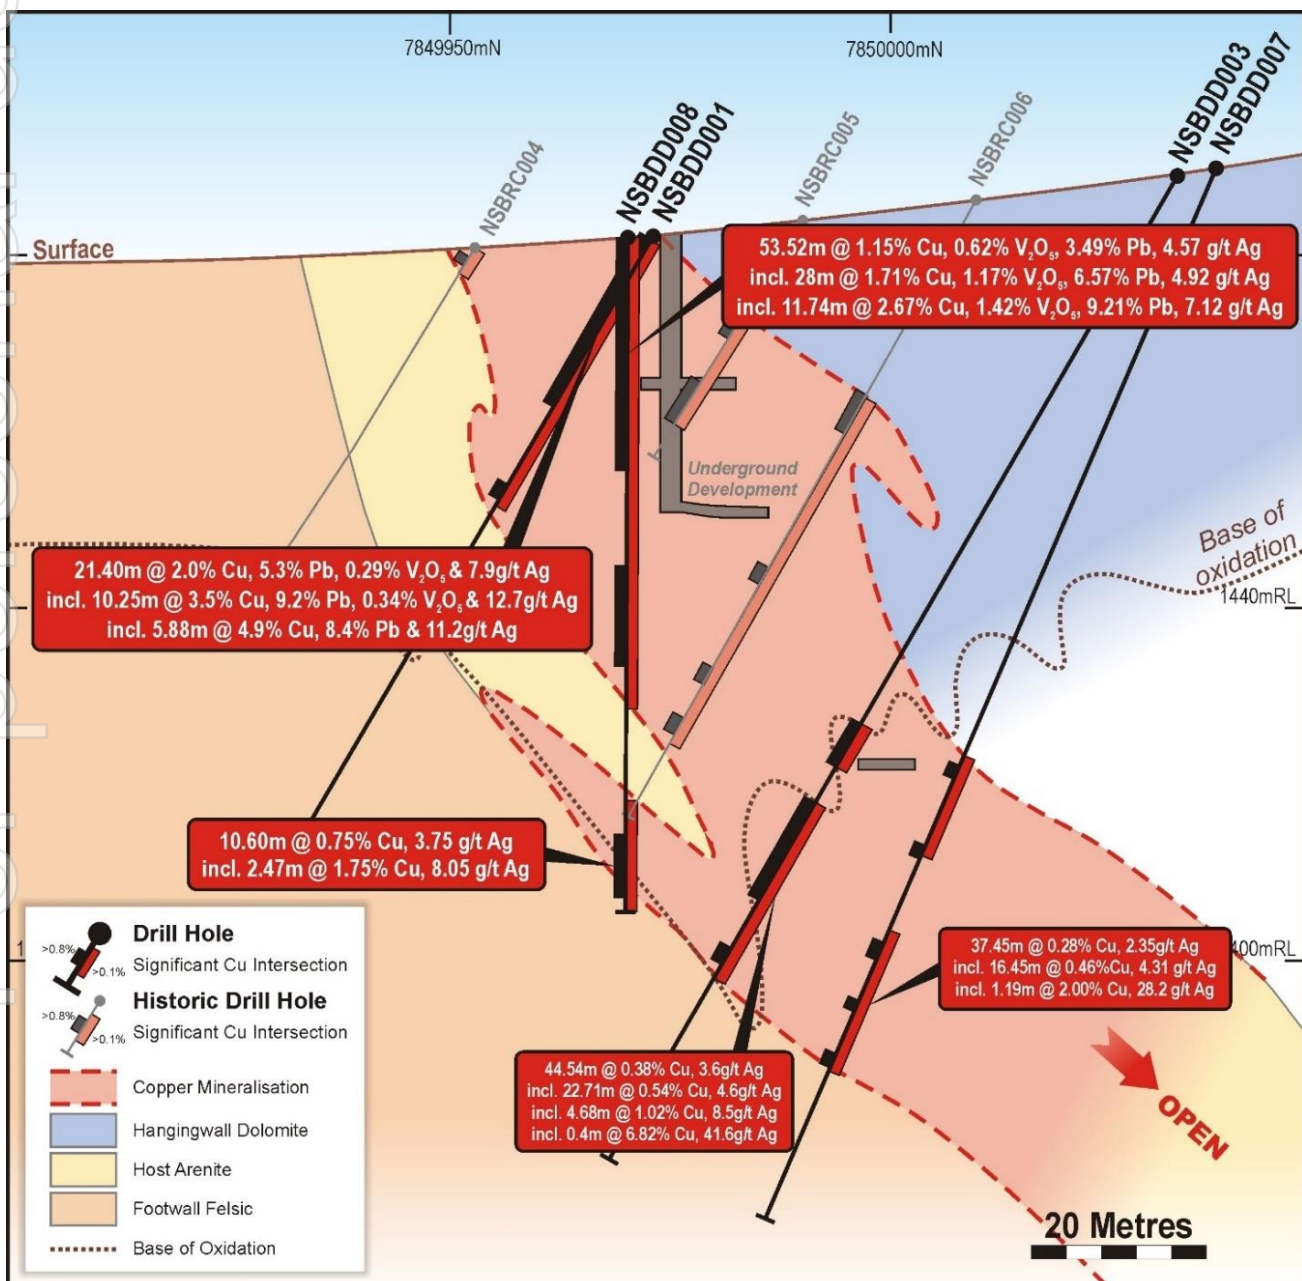 7849950mN
7850000mN
NSBRC004
NSBDD008
NSBDD001
NSBRC005
NSBRC006
NSBDD003
NSBDD007
Surface
53.52m @ 1.15% Cu, 0.62% V₂O₅, 3.49% Pb, 4.57 g/t Ag
incl. 28m @ 1.71% Cu, 1.17% V₂O₅, 6.57% Pb, 4.92 g/t Ag
incl. 11.74m @ 2.67% Cu, 1.42% V₂O₅, 9.21% Pb, 7.12 g/t Ag
Underground
Development
Base of
oxidation
1440mRL
21.40m @ 2.0% Cu, 5.3% Pb, 0.29% V₂O₅ & 7.9g/t Ag
incl. 10.25m @ 3.5% Cu, 9.2% Pb, 0.34% V₂O₅ & 12.7g/t Ag
incl. 5.88m @ 4.9% Cu, 8.4% Pb & 11.2g/t Ag
10.60m @ 0.75% Cu, 3.75 g/t Ag
incl. 2.47m @ 1.75% Cu, 8.05 g/t Ag
37.45m @ 0.28% Cu, 2.35g/t Ag
incl. 16.45m @ 0.46%Cu, 4.31 g/t Ag
incl. 1.19m @ 2.00% Cu, 28.2 g/t Ag
400mRL
44.54m @ 0.38% Cu, 3.6g/t Ag
incl. 22.71m @ 0.54% Cu, 4.6g/t Ag
incl. 4.68m @ 1.02% Cu, 8.5g/t Ag
incl. 0.4m @ 6.82% Cu, 41.6g/t Ag
OPEN
20 Metres
1
Drill Hole
>0.8%
>0.1%
Significant Cu Intersection
Historic Drill Hole
>0.8%
>0.1%
Significant Cu Intersection
Copper Mineralisation
Hangingwall Dolomite
Host Arenite
Footwall Felsic
Base of Oxidation